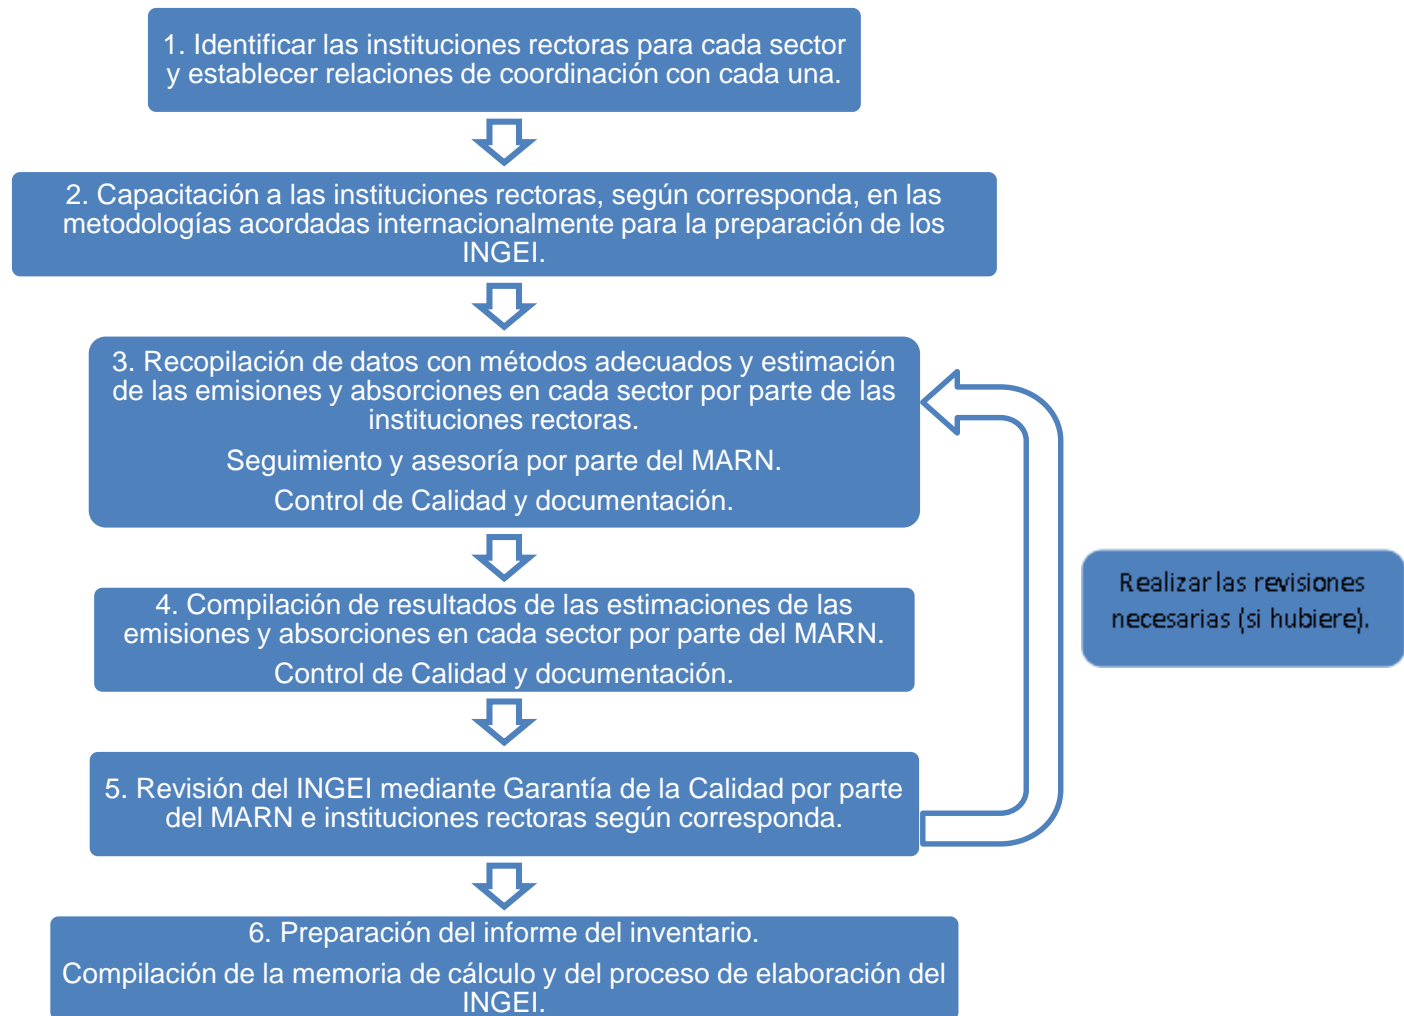 1. Identificar las instituciones rectoras para cada sector
y establecer relaciones de coordinación con cada una.
2. Capacitación a las instituciones rectoras, según corresponda, en las
metodologías acordadas internacionalmente para la preparación de los
INGEI.
3. Recopilación de datos con métodos adecuados y estimación
de las emisiones y absorciones en cada sector por parte de las
instituciones rectoras.
Seguimiento y asesoría por parte del MARN.
Control de Calidad y documentación.
4. Compilación de resultados de las estimaciones de las
emisiones y absorciones en cada sector por parte del MARN.
Control de Calidad y documentación.
5. Revisión del INGEI mediante Garantía de la Calidad por parte
del MARN e instituciones rectoras según corresponda.
Realizar las revisiones
necesarias (si hubiere).
6. Preparación del informe del inventario.
Compilación de la memoria de cálculo y del proceso de elaboración del
INGEI.